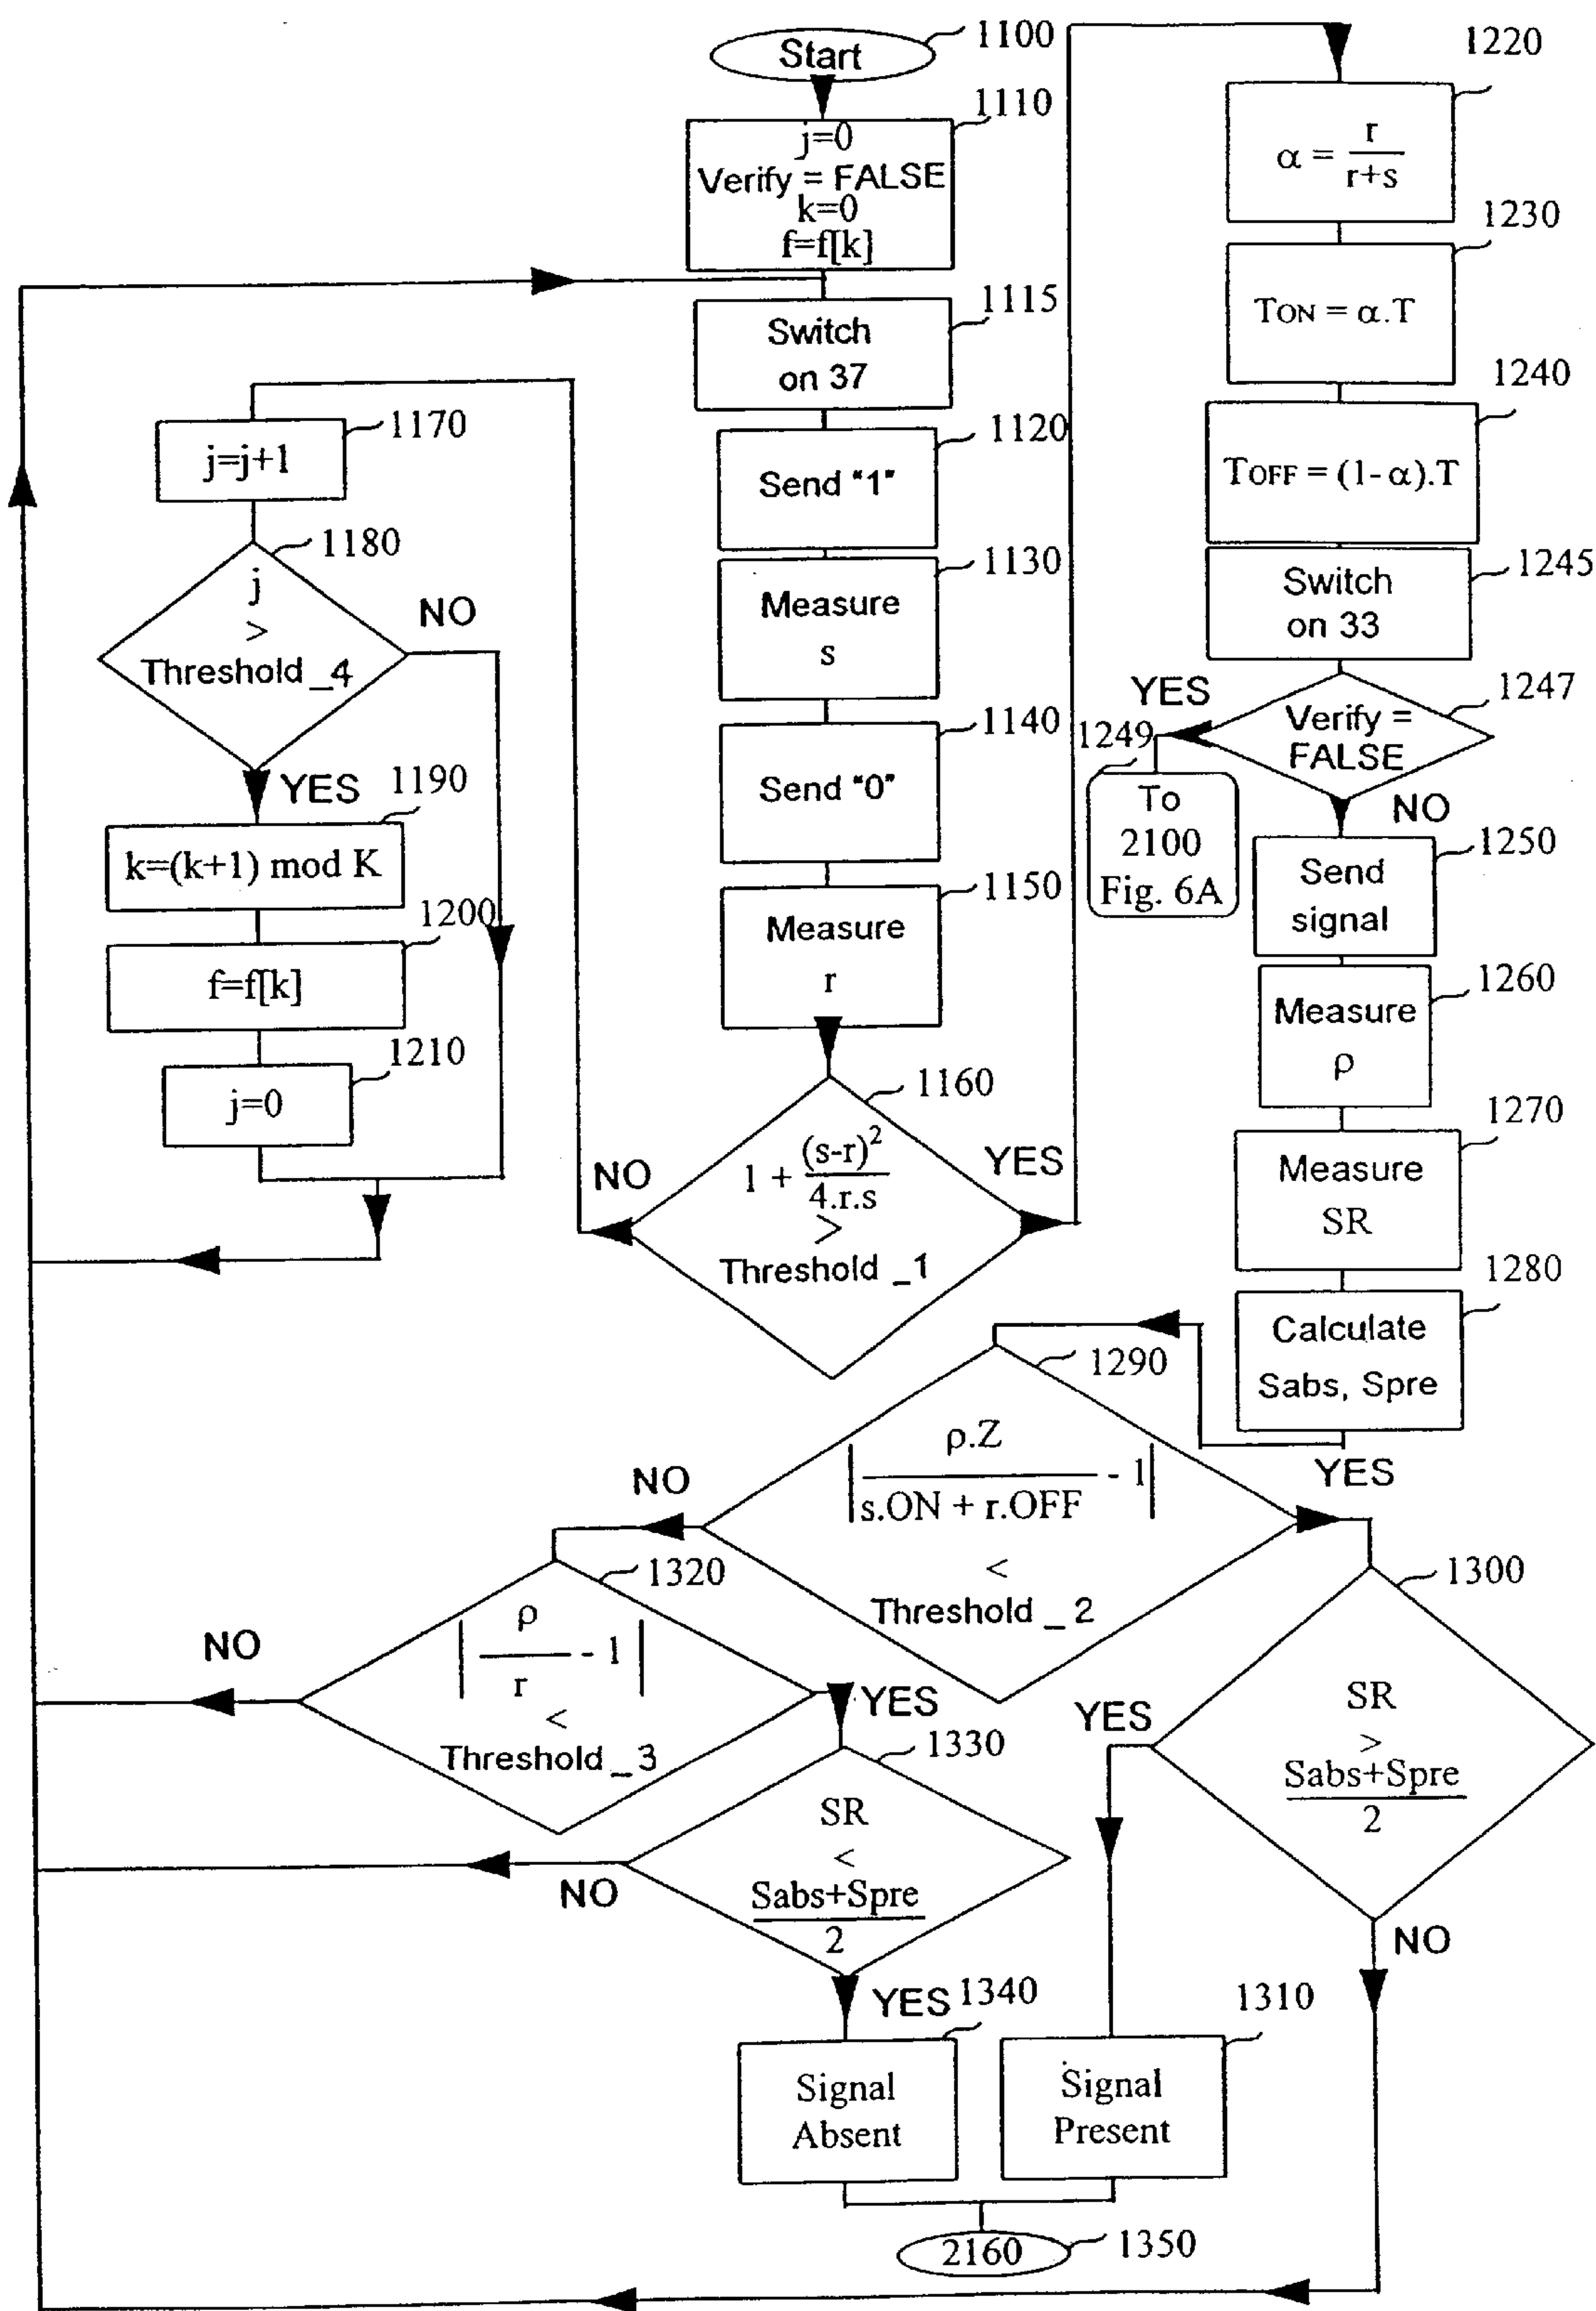 Start
1100
1110
j=0
Verify = FALSE
k=0
f=f[k]
1115
Switch
on 37
1120
Send "1"
1130
Measure
s
1140
Send "0"
1150
Measure
r
1160
1 + (s-r)²
4.r.s
>
Threshold _1
NO
YES
1170
j=j+1
1180
j
>
Threshold _4
NO
YES
1190
k=(k+1) mod K
1200
f=f[k]
1210
j=0
1220
α = r
r+s
1230
TON = α.T
1240
TOFF = (1-α).T
1245
Switch
on 33
1247
Verify =
FALSE
YES
NO
1249
To
2100
Fig. 6A
1250
Send
signal
1260
Measure
ρ
1270
Measure
SR
1280
Calculate
Sabs, Spre
1290
| ρ.Z
s.ON + r.OFF - 1 |
<
Threshold _ 2
NO
YES
1300
SR
>
Sabs+Spre
2
YES
NO
1320
| ρ
r - 1 |
<
Threshold _ 3
NO
YES
1330
SR
<
Sabs+Spre
2
NO
YES
1340
Signal
Absent
1310
Signal
Present
2160
1350